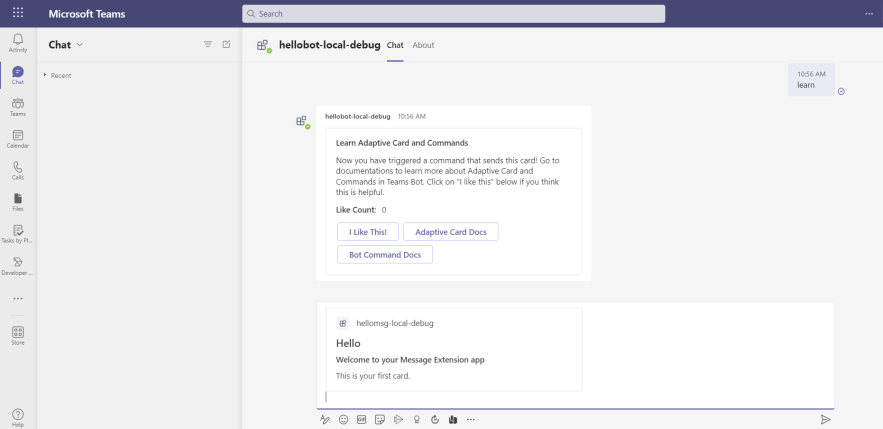 Microsoft Teams
Search
Activity
Chat
Teams
Calendar
Calls
Files
Tasks by Pl...
Developer ...
Store
Help
Chat
Recent
hellobot-local-debug Chat About
10:56 AM
learn
hellobot-local-debug 10:56 AM
Learn Adaptive Card and Commands
Now you have triggered a command that sends this card! Go to
documentations to learn more about Adaptive Card and
Commands in Teams Bot. Click on "I like this" below if you think
this is helpful.
Like Count: 0
I Like This! Adaptive Card Docs
Bot Command Docs
hellomsg-local-debug
Hello
Welcome to your Message Extension app
This is your first card.
GIF